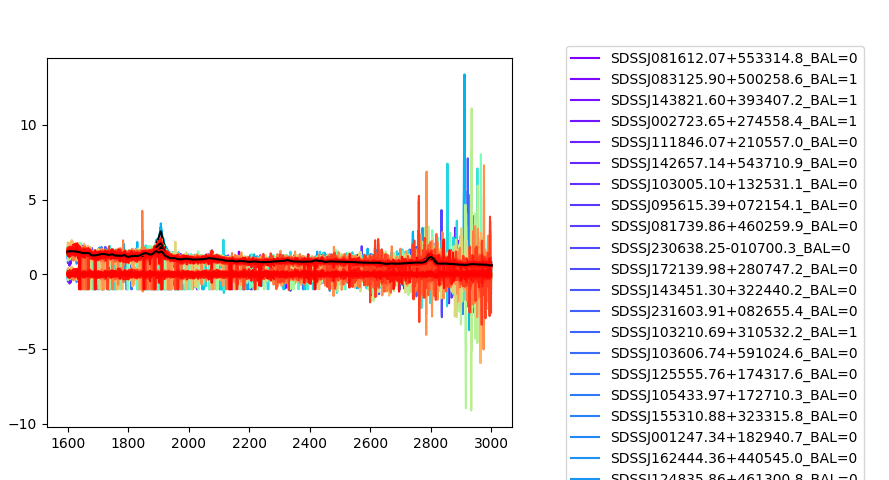 10
5
0
−5
−10
1600 1800 2000 2200 2400 2600 2800 3000
SDSSJ081612.07+553314.8_BAL=0
SDSSJ083125.90+500258.6_BAL=1
SDSSJ143821.60+393407.2_BAL=1
SDSSJ002723.65+274558.4_BAL=1
SDSSJ111846.07+210557.0_BAL=0
SDSSJ142657.14+543710.9_BAL=0
SDSSJ103005.10+132531.1_BAL=0
SDSSJ095615.39+072154.1_BAL=0
SDSSJ081739.86+460259.9_BAL=0
SDSSJ230638.25-010700.3_BAL=0
SDSSJ172139.98+280747.2_BAL=0
SDSSJ143451.30+322440.2_BAL=0
SDSSJ231603.91+082655.4_BAL=0
SDSSJ103210.69+310532.2_BAL=1
SDSSJ103606.74+591024.6_BAL=0
SDSSJ125555.76+174317.6_BAL=0
SDSSJ105433.97+172710.3_BAL=0
SDSSJ155310.88+323315.8_BAL=0
SDSSJ001247.34+182940.7_BAL=0
SDSSJ162444.36+440545.0_BAL=0
SDSSJ124835.86+461300.8_BAL=0